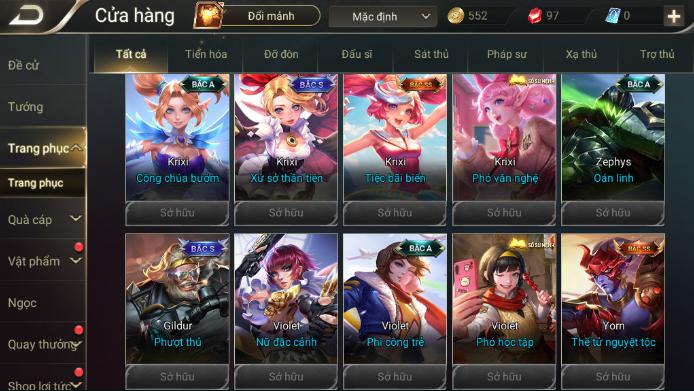 Cửa hàng
Đổi mảnh
Mặc định
552
97
0
Đề cử
Tướng
Trang phục
Trang phục
Quà cáp
Vật phẩm
Ngọc
Quay thưởng
Shop lợi tức
Tất cả
Tiến hóa
Đỡ đòn
Đấu sĩ
Sát thủ
Pháp sư
Xạ thủ
Trợ thủ
BẬC A
Krixi
Công chúa bướm
Sở hữu
BẬC S
Krixi
Xứ sở thần tiên
Sở hữu
BẬC SS
Krixi
Tiệc bãi biển
Sở hữu
Krixi
Phó văn nghệ
Sở hữu
BẬC A
Zephys
Oán linh
Sở hữu
BẬC S
Gildur
Phượt thủ
Sở hữu
Violet
Nữ đặc cảnh
Sở hữu
BẬC A
Violet
Phi công trẻ
Sở hữu
Violet
Phó học tập
Sở hữu
BẬC SS
Yorn
Thế tử nguyệt tộc
Sở hữu